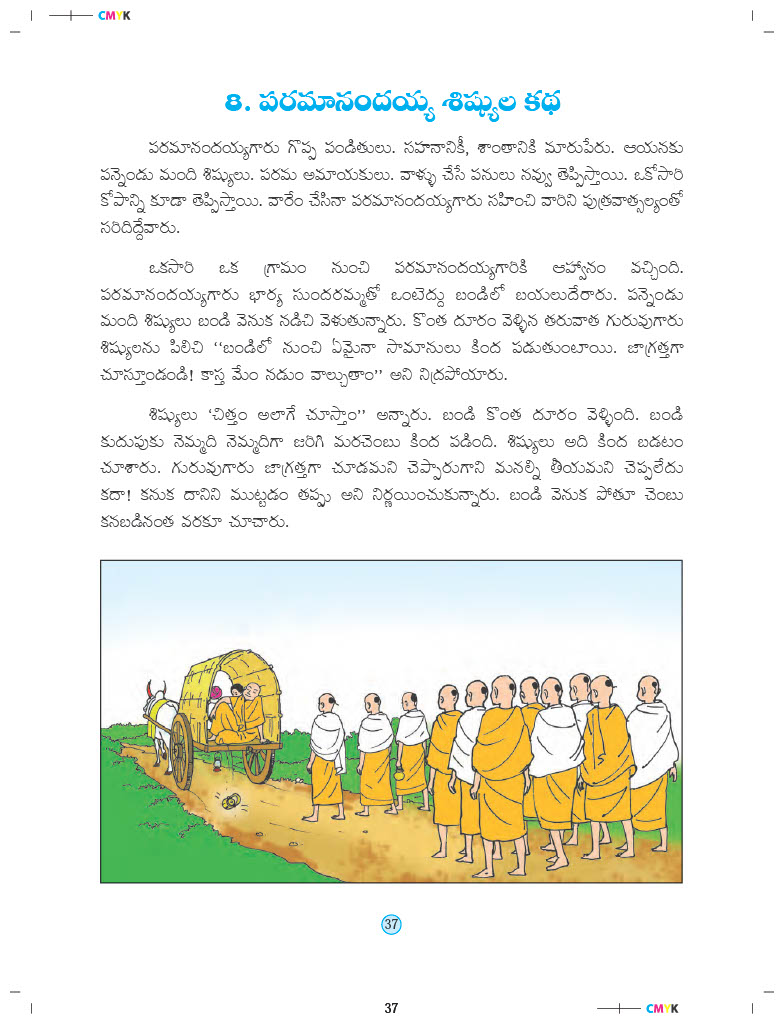 CMYK
8. పరమానందయ్య శిష్యుల కథ
పరమానందయ్యగారు గొప్ప పండితులు. సహనానికీ, శాంతానికి మారుపేరు. ఆయనకు
పన్నెండు మంది శిష్యులు. పరమ అమాయకులు. వాళ్ళు చేసే పనులు నవ్వు తెప్పిస్తాయి. ఒకోసారి
కోపాన్ని కూడా తెప్పిస్తాయి. వారేం చేసినా పరమానందయ్యగారు సహించి వారిని పుత్రవాత్సల్యంతో
సరిదిద్దేవారు.
ఒకసారి ఒక గ్రామం నుంచి పరమానందయ్యగారికి ఆహ్వానం వచ్చింది.
పరమానందయ్యగారు భార్య సుందరమ్మతో ఒంటెద్దు బండిలో బయలుదేరారు. పన్నెండు
మంది శిష్యులు బండి వెనుక నడిచి వెళుతున్నారు. కొంత దూరం వెళ్ళిన తరువాత గురువుగారు
శిష్యులను పిలిచి ‘‘బండిలో నుంచి ఏమైనా సామానులు కింద పడుతుంటాయి. జాగ్రత్తగా
చూస్తూండండి! కాస్త మేం నడుం వాల్చుతాం’’ అని నిద్రపోయారు.
శిష్యులు ‘చిత్తం అలాగే చూస్తాం’’ అన్నారు. బండి కొంత దూరం వెళ్ళింది. బండి
కుదుపుకు నెమ్మది నెమ్మదిగా జరిగి మరచెంబు కింద పడింది. శిష్యులు అది కింద బడటం
చూశారు. గురువుగారు జాగ్రత్తగా చూడమని చెప్పారుగాని మనల్ని తీయమని చెప్పలేదు
కదా! కనుక దానిని ముట్టడం తప్పు అని నిర్ణయించుకున్నారు. బండి వెనుక పోతూ చెంబు
కనబడినంత వరకూ చూచారు.
37
37
CMYK